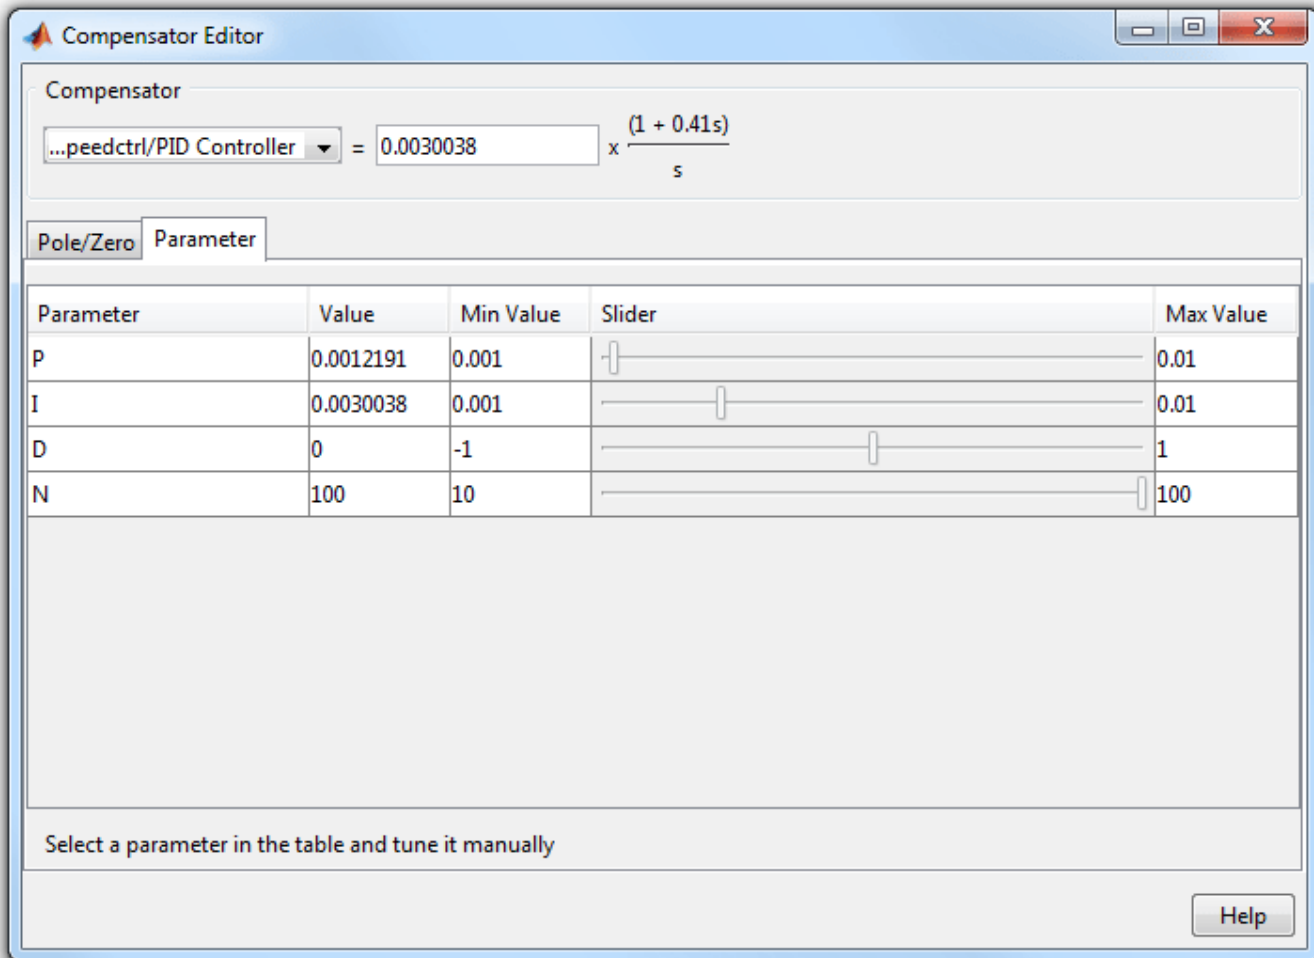 Compensator Editor
Compensator
...peedctrl/PID Controller = 0.0030038 x (1 + 0.41s)
s
Pole/Zero Parameter
Parameter Value Min Value Slider Max Value
P 0.0012191 0.001 0.01
I 0.0030038 0.001 0.01
D 0 -1 1
N 100 10 100
Select a parameter in the table and tune it manually
Help